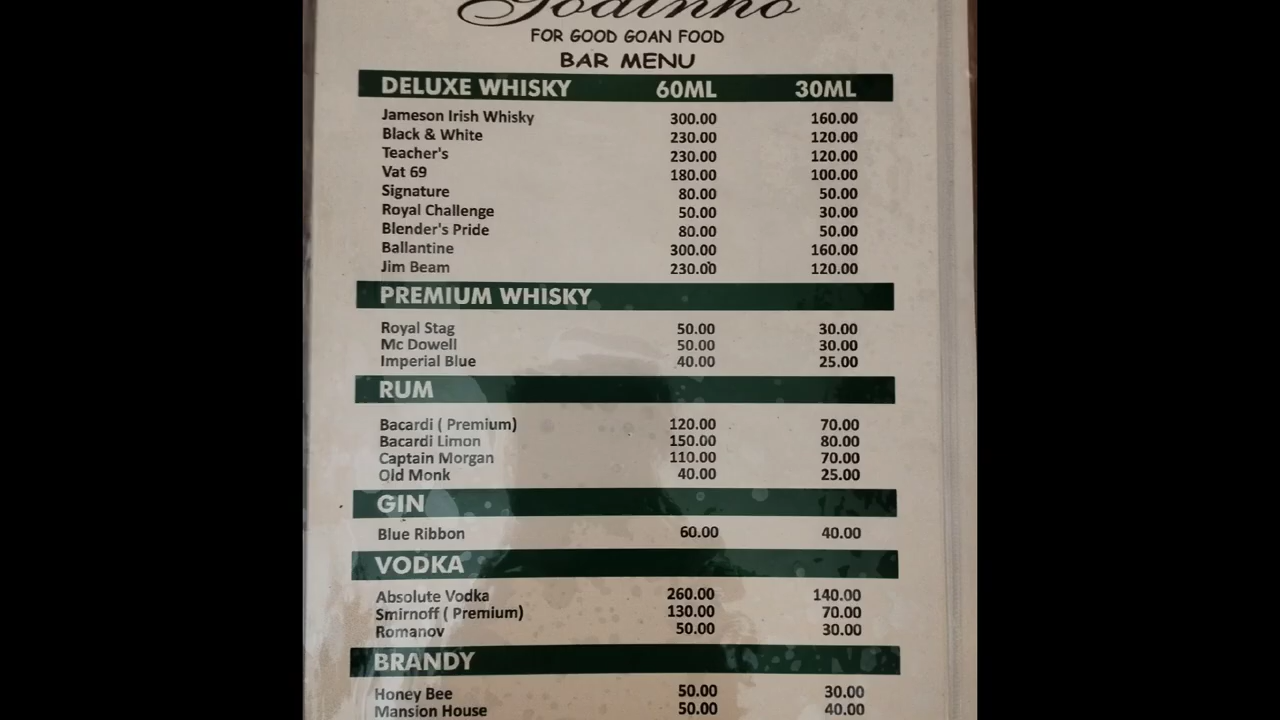 Godinho
FOR GOOD GOAN FOOD
BAR MENU
DELUXE WHISKY 60ML 30ML
Jameson Irish Whisky 300.00 160.00
Black & White 230.00 120.00
Teacher's 230.00 120.00
Vat 69 180.00 100.00
Signature 80.00 50.00
Royal Challenge 50.00 30.00
Blender's Pride 80.00 50.00
Ballantine 300.00 160.00
Jim Beam 230.00 120.00
PREMIUM WHISKY
Royal Stag 50.00 30.00
Mc Dowell 50.00 30.00
Imperial Blue 40.00 25.00
RUM
Bacardi ( Premium) 120.00 70.00
Bacardi Limon 150.00 80.00
Captain Morgan 110.00 70.00
Old Monk 40.00 25.00
GIN
Blue Ribbon 60.00 40.00
VODKA
Absolute Vodka 260.00 140.00
Smirnoff ( Premium) 130.00 70.00
Romanov 50.00 30.00
BRANDY
Honey Bee 50.00 30.00
Mansion House 50.00 40.00